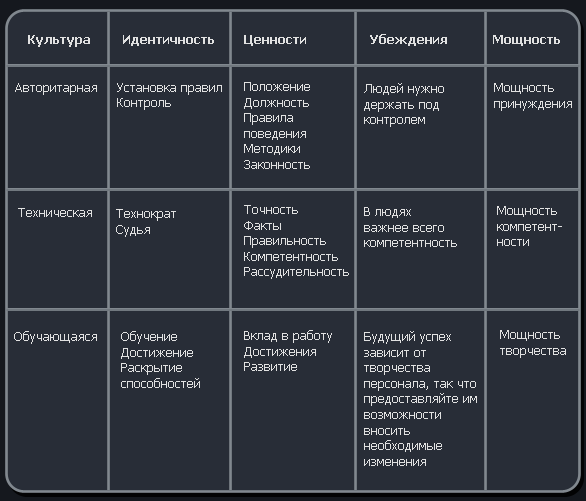 Культура
Идентичность
Ценности
Убеждения
Мощность
Авторитарная
Установка правил
Контроль
Положение
Должность
Правила
поведения
Методики
Законность
Людей нужно
держать под
контролем
Мощность
принуждения
Техническая
Технократ
Судья
Точность
Факты
Правильность
Компетентность
Рассудительность
В людях
важнее всего
компетентность
Мощность
компетент-
ности
Обучающаяся
Обучение
Достижение
Раскрытие
способностей
Вклад в работу
Достижения
Развитие
Будущий успех
зависит от
творчества
персонала, так что
предоставляйте им
возможности
вносить
необходимые
изменения
Мощность
творчества